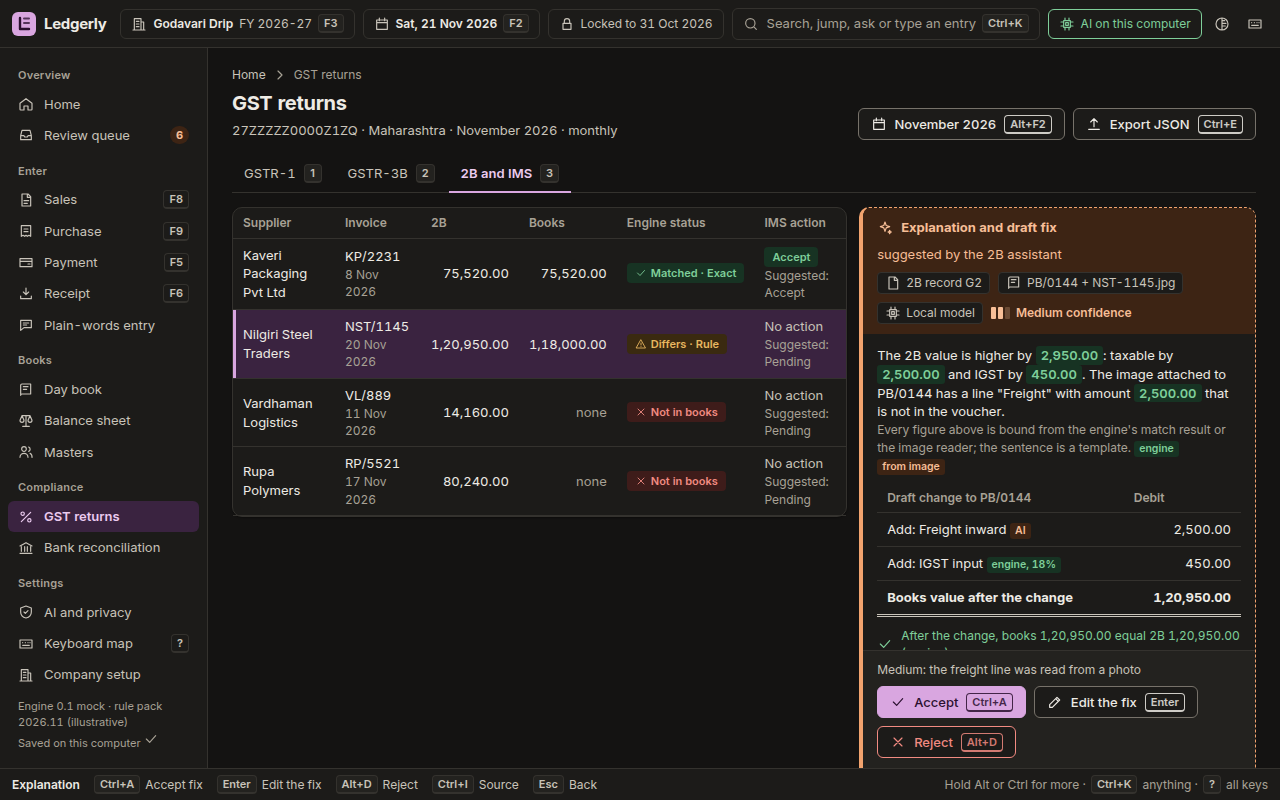 Ledgerly
Godavari Drip FY 2026-27 F3
Sat, 21 Nov 2026 F2
Locked to 31 Oct 2026
Search, jump, ask or type an entry Ctrl+K
AI on this computer
Overview
Home
Review queue 6
Enter
Sales F8
Purchase F9
Payment F5
Receipt F6
Plain-words entry
Books
Day book
Balance sheet
Masters
Compliance
GST returns
Bank reconciliation
Settings
AI and privacy
Keyboard map ?
Company setup
Engine 0.1 mock · rule pack
2026.11 (illustrative)
Saved on this computer
Home > GST returns
GST returns
27ZZZZZ0000Z1ZQ · Maharashtra · November 2026 · monthly
November 2026 Alt+F2
Export JSON Ctrl+E
GSTR-1 1
GSTR-3B 2
2B and IMS 3
Supplier Invoice 2B Books Engine status IMS action
Kaveri Packaging Pvt Ltd KP/2231 8 Nov 2026 75,520.00 75,520.00 Matched · Exact Accept Suggested: Accept
Nilgiri Steel Traders NST/1145 20 Nov 2026 1,20,950.00 1,18,000.00 Differs · Rule No action Suggested: Pending
Vardhaman Logistics VL/889 11 Nov 2026 14,160.00 none Not in books No action Suggested: Pending
Rupa Polymers RP/5521 17 Nov 2026 80,240.00 none Not in books No action Suggested: Pending
Explanation and draft fix
suggested by the 2B assistant
2B record G2
PB/0144 + NST-1145.jpg
Local model
Medium confidence
The 2B value is higher by 2,950.00 : taxable by
2,500.00 and IGST by 450.00 . The image attached to
PB/0144 has a line "Freight" with amount 2,500.00 that
is not in the voucher.
Every figure above is bound from the engine's match result or
the image reader; the sentence is a template. engine
from image
Draft change to PB/0144 Debit
Add: Freight inward AI 2,500.00
Add: IGST input engine, 18% 450.00
Books value after the change 1,20,950.00
After the change, books 1,20,950.00 equal 2B 1,20,950.00
Medium: the freight line was read from a photo
Accept Ctrl+A
Edit the fix Enter
Reject Alt+D
Explanation Ctrl+A Accept fix Enter Edit the fix Alt+D Reject Ctrl+I Source Esc Back
Hold Alt or Ctrl for more · Ctrl+K anything · ? all keys